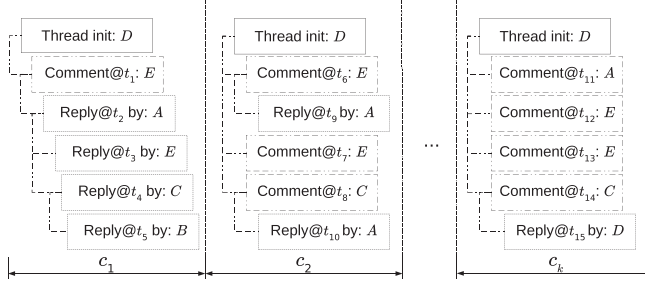 Thread init: D
Comment@t1: E
Reply@t2 by: A
Reply@t3 by: E
Reply@t4 by: C
Reply@t5 by: B
c1
Thread init: D
Comment@t6: E
Reply@t9 by: A
Comment@t7: E
Comment@t8: C
Reply@t10 by: A
c2
...
Thread init: D
Comment@t11: A
Comment@t12: E
Comment@t13: E
Comment@t14: C
Reply@t15 by: D
ck